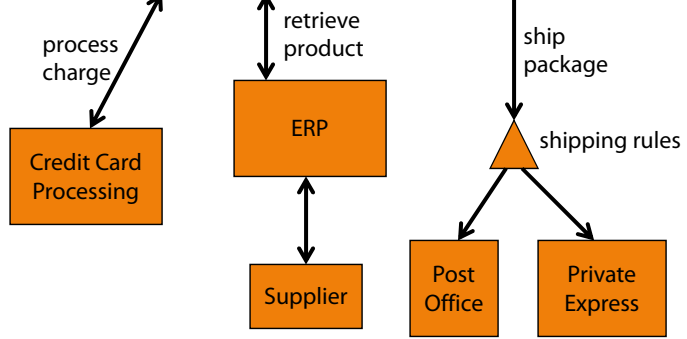 process
charge
retrieve
product
ship
package
Credit Card
Processing
ERP
shipping rules
Supplier
Post
Office
Private
Express